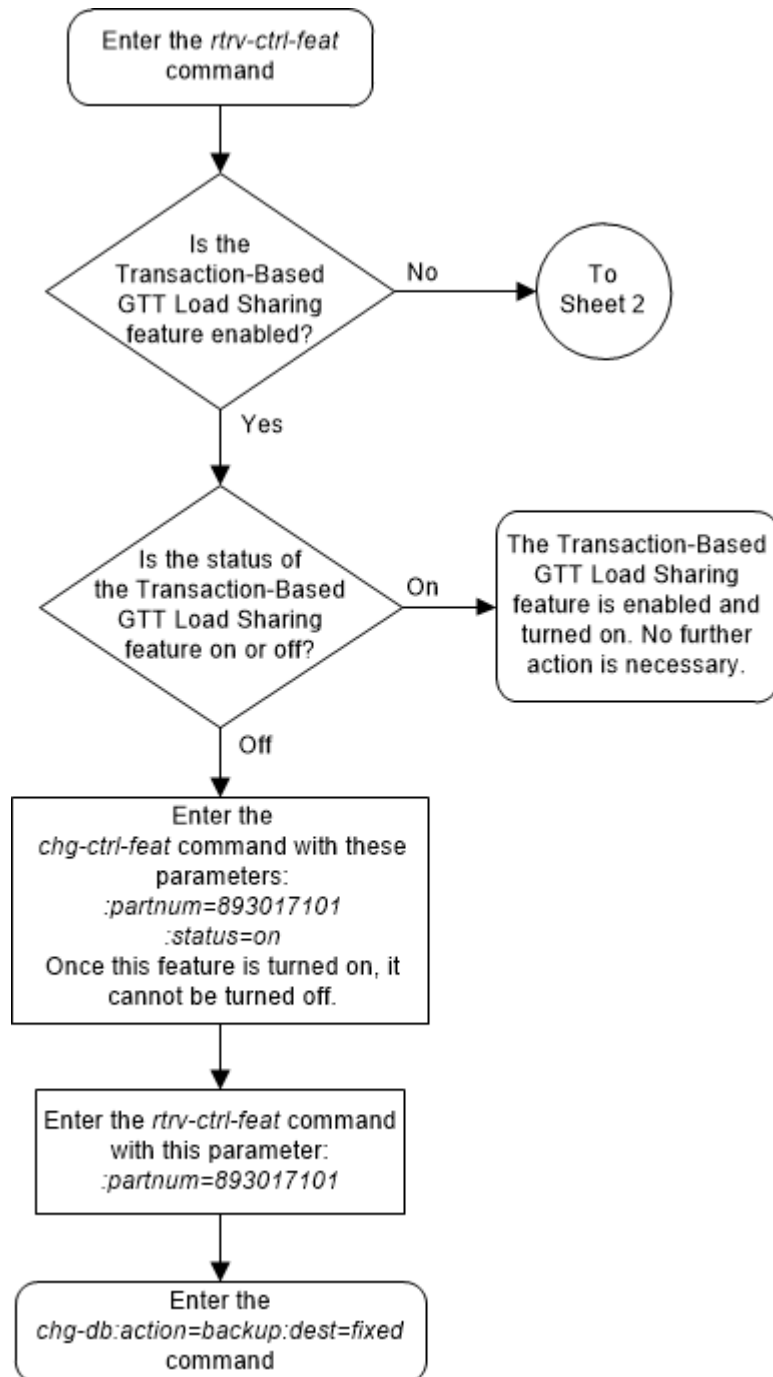 Enter the rtrv-ctrl-feat
command
Is the
Transaction-Based
GTT Load Sharing
feature enabled?
No
To
Sheet 2
Yes
Is the status of
the Transaction-Based
GTT Load Sharing
feature on or off?
On
The Transaction-Based
GTT Load Sharing
feature is enabled and
turned on. No further
action is necessary.
Off
Enter the
chg-ctrl-feat command with these
parameters:
:partnum=893017101
:status=on
Once this feature is turned on, it
cannot be turned off.
Enter the rtrv-ctrl-feat command
with this parameter:
:partnum=893017101
Enter the
chg-db:action=backup:dest=fixed
command